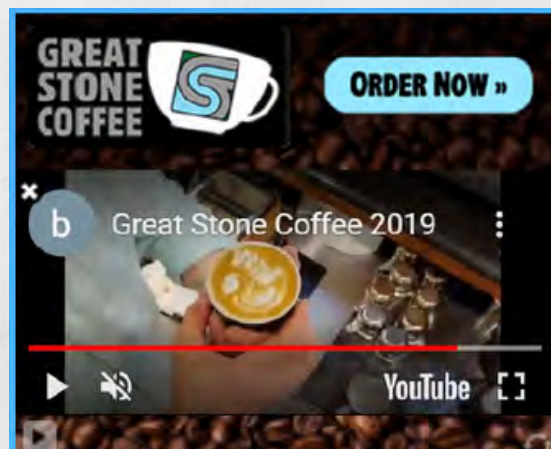 GREAT
STONE
COFFEE
S
ORDER NOW »
b
Great Stone Coffee 2019
YouTube